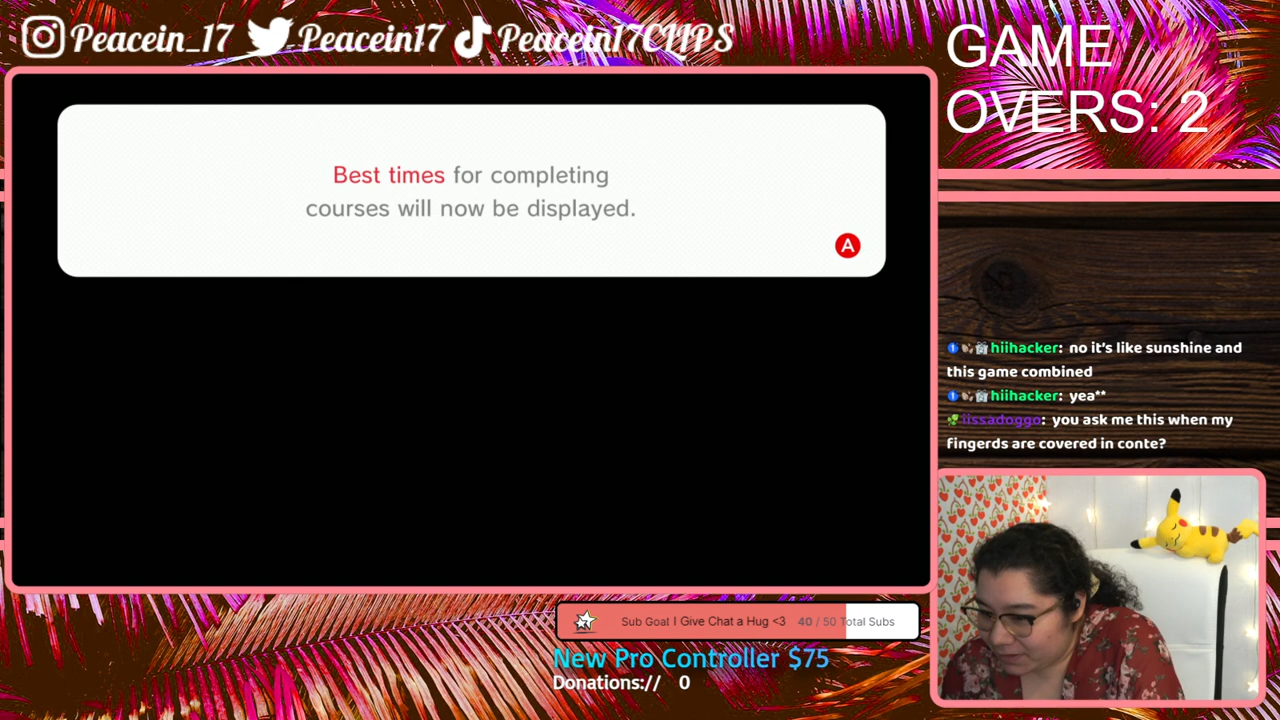 Peacein_17 Peacein17 Peacein17ClIPS
GAME
OVERS: 2
Best times for completing
courses will now be displayed.
A
hiihacker: no it's like sunshine and
this game combined
hiihacker: yea**
iissadoggo: you ask me this when my
fingerds are covered in conte?
Sub Goal I Give Chat a Hug <3 40 / 50 Total Subs
New Pro Controller $75
Donations:// 0